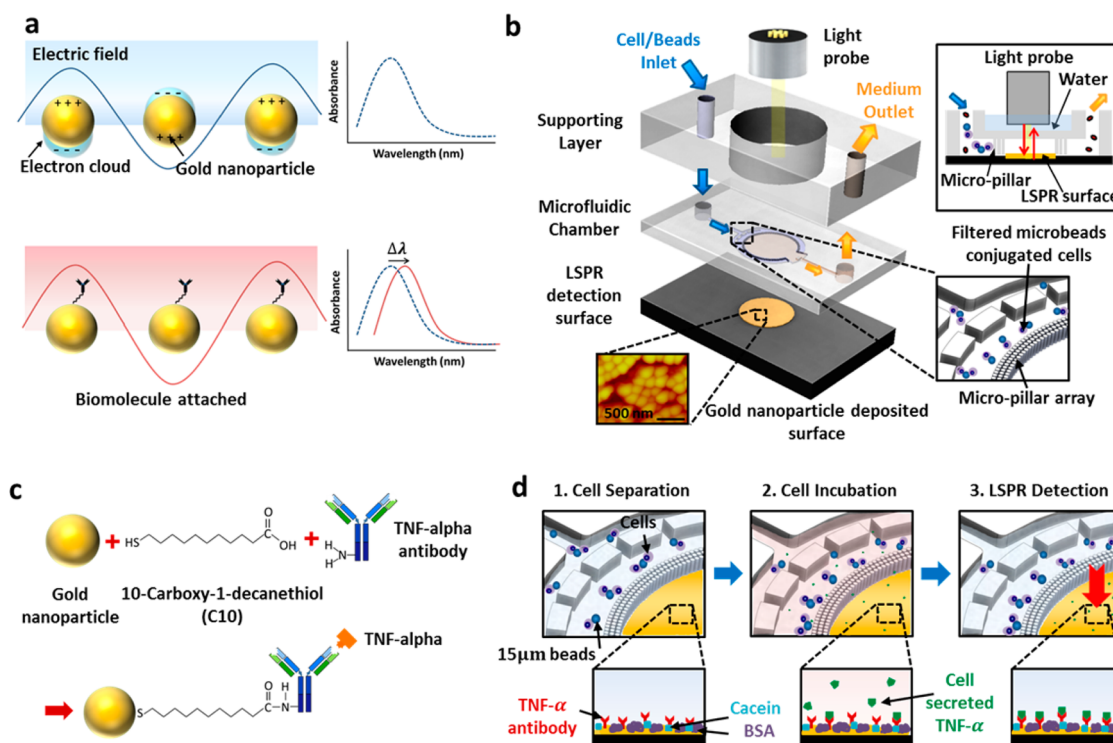 a
Electric field
+ + +
- - -
+ + +
- - -
+++
- - -
Electron cloud
Gold nanoparticle
Absorbance
Wavelength (nm)
Biomolecule attached
Δλ
Absorbance
Wavelength (nm)
b
Cell/Beads
Inlet
Light
probe
Medium
Outlet
Supporting
Layer
Microfluidic
Chamber
LSPR
detection
surface
500 nm
Gold nanoparticle deposited
surface
Light probe
Water
Micro-pillar
LSPR surface
Filtered microbeads
conjugated cells
Micro-pillar array
c
HS
O
C
OH
H
N
H
TNF-alpha
antibody
Gold
nanoparticle
10-Carboxy-1-decanethiol
(C10)
TNF-alpha
S
O
C
H
N
d
1. Cell Separation
2. Cell Incubation
3. LSPR Detection
Cells
15μm beads
TNF-α
antibody
Cacein
BSA
Cell
secreted
TNF-α